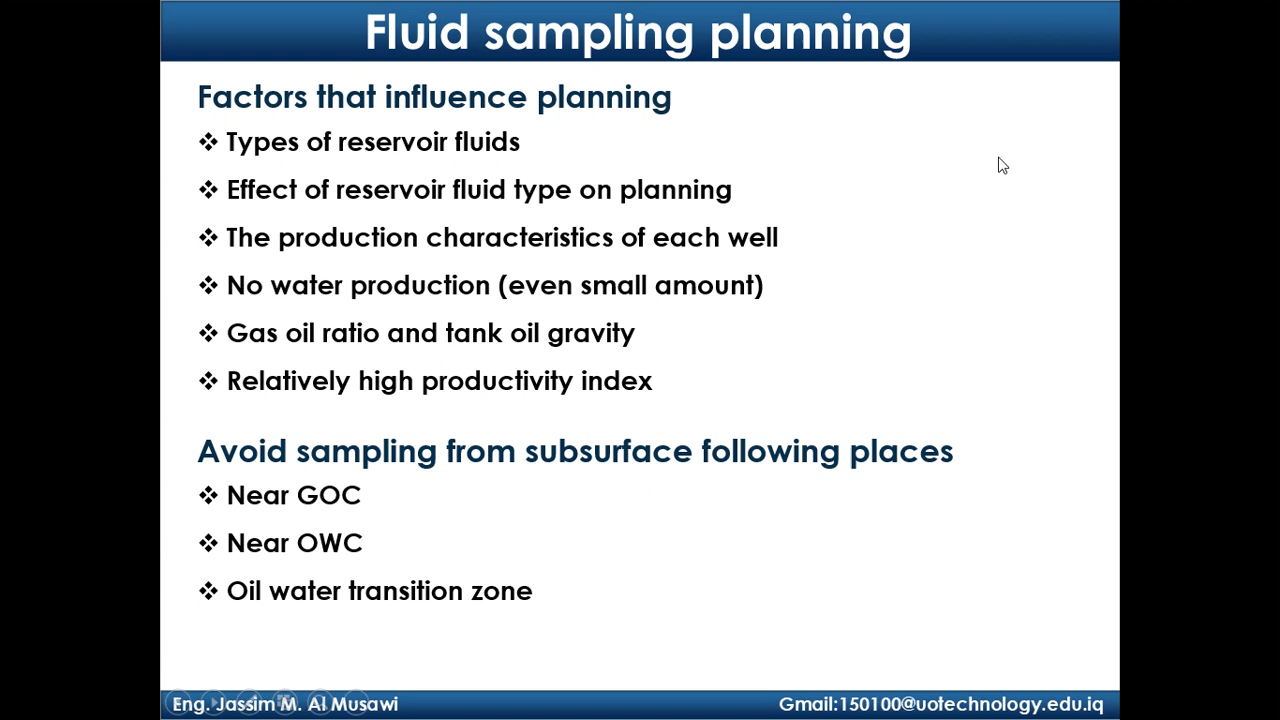 Fluid sampling planning
Factors that influence planning
❖ Types of reservoir fluids
❖ Effect of reservoir fluid type on planning
❖ The production characteristics of each well
❖ No water production (even small amount)
❖ Gas oil ratio and tank oil gravity
❖ Relatively high productivity index
Avoid sampling from subsurface following places
❖ Near GOC
❖ Near OWC
❖ Oil water transition zone
Eng. Jassim M. Al Musawi
Gmail:150100@uotechnology.edu.iq